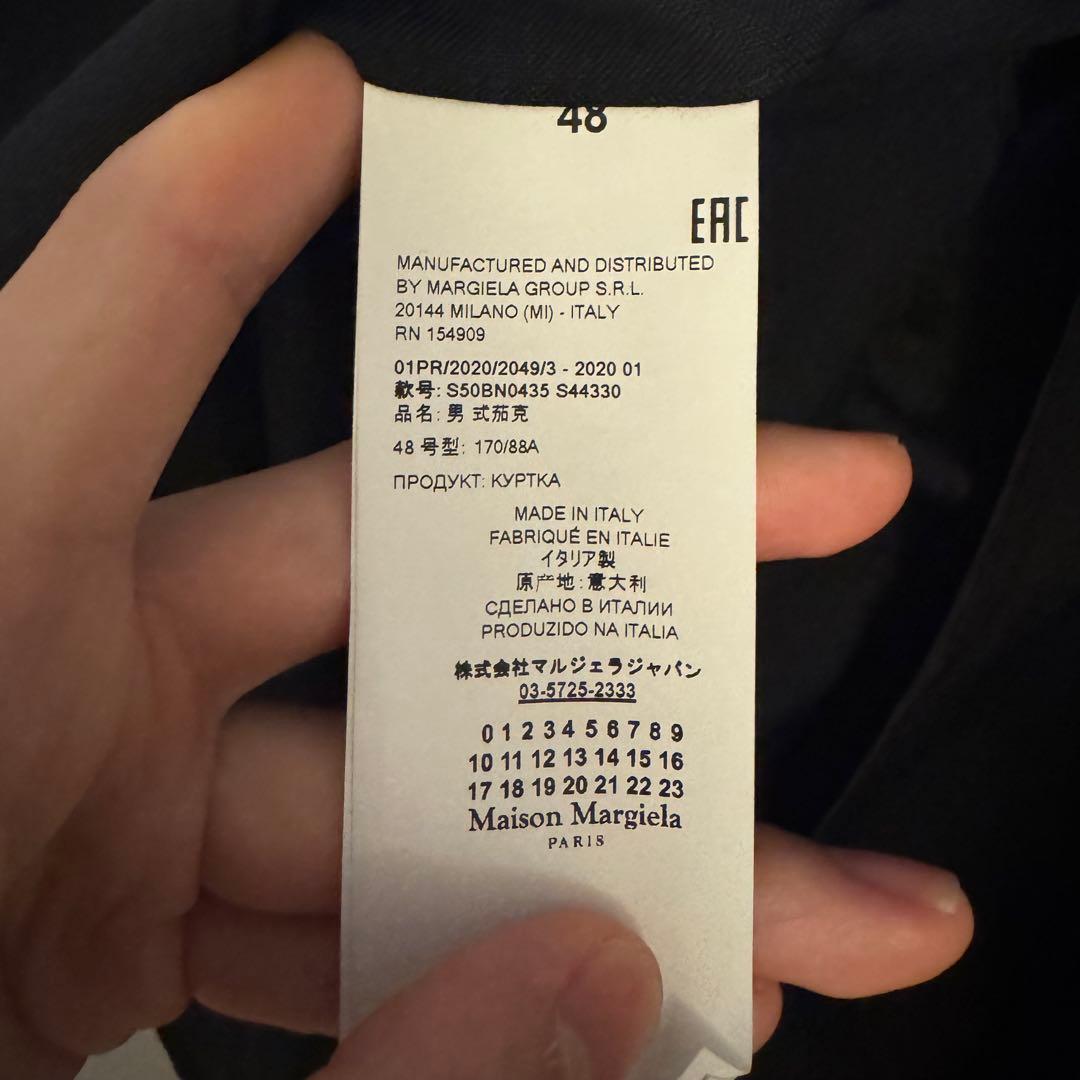 48
EAC
MANUFACTURED AND DISTRIBUTED
BY MARGIELA GROUP S.R.L.
20144 MILANO (MI) - ITALY
RN 154909
01PR/2020/2049/3 - 2020 01
款号: S50BN0435 S44330
品名: 男 式茄克
48 号型: 170/88A
ПРОДУКТ: КУРТКА
MADE IN ITALY
FABRIQUÉ EN ITALIE
イタリア製
原产地: 意大利
СДЕЛАНО В ИТАЛИИ
PRODUZIDO NA ITALIA
株式会社マルジェラジャパン
03-5725-2333
0 1 2 3 4 5 6 7 8 9
10 11 12 13 14 15 16
17 18 19 20 21 22 23
Maison Margiela
PARIS